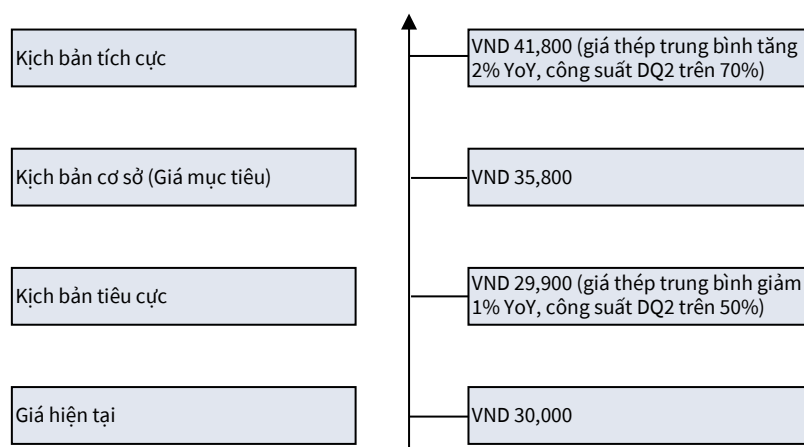 Kịch bản tích cực
VND 41,800 (giá thép trung bình tăng
2% YoY, công suất DQ2 trên 70%)
Kịch bản cơ sở (Giá mục tiêu)
VND 35,800
Kịch bản tiêu cực
VND 29,900 (giá thép trung bình giảm
1% YoY, công suất DQ2 trên 50%)
Giá hiện tại
VND 30,000